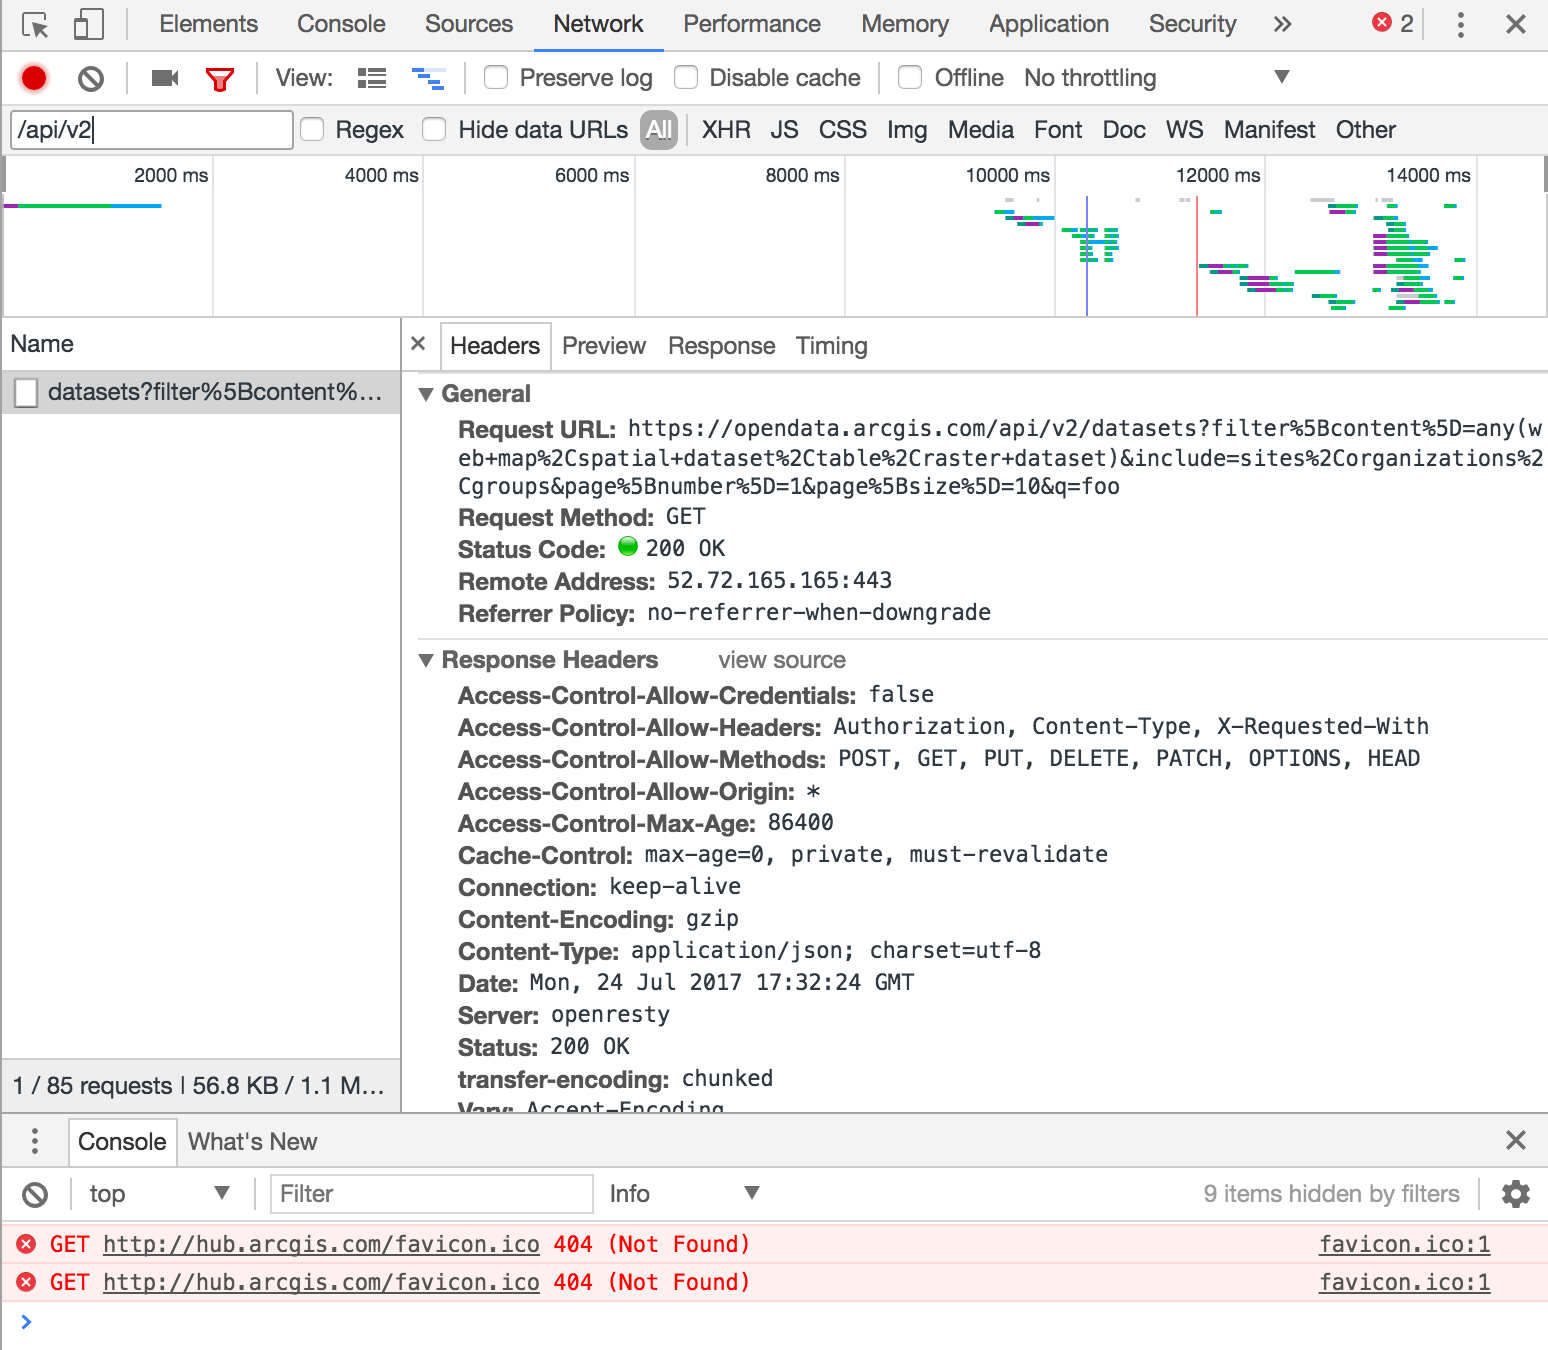 Elements Console Sources Network Performance Memory Application Security » 2
View: Preserve log Disable cache Offline No throttling
/api/v2 Regex Hide data URLs All XHR JS CSS Img Media Font Doc WS Manifest Other
2000 ms 4000 ms 6000 ms 8000 ms 10000 ms 12000 ms 14000 ms
Name
datasets?filter%5Bcontent%...
1 / 85 requests | 56.8 KB / 1.1 M...
Headers Preview Response Timing
General
Request URL: https://opendata.arcgis.com/api/v2/datasets?filter%5Bcontent%5D=any(w
eb+map%2Cspatial+dataset%2Ctable%2Craster+dataset)&include=sites%2Corganizations%2
Cgroups&page%5Bnumber%5D=1&page%5Bsize%5D=10&q=foo
Request Method: GET
Status Code: 200 OK
Remote Address: 52.72.165.165:443
Referrer Policy: no-referrer-when-downgrade
Response Headers view source
Access-Control-Allow-Credentials: false
Access-Control-Allow-Headers: Authorization, Content-Type, X-Requested-With
Access-Control-Allow-Methods: POST, GET, PUT, DELETE, PATCH, OPTIONS, HEAD
Access-Control-Allow-Origin: *
Access-Control-Max-Age: 86400
Cache-Control: max-age=0, private, must-revalidate
Connection: keep-alive
Content-Encoding: gzip
Content-Type: application/json; charset=utf-8
Date: Mon, 24 Jul 2017 17:32:24 GMT
Server: openresty
Status: 200 OK
transfer-encoding: chunked
Vary: Accept-Encoding
Console What's New
top Filter Info 9 items hidden by filters
GET http://hub.arcgis.com/favicon.ico 404 (Not Found) favicon.ico:1
GET http://hub.arcgis.com/favicon.ico 404 (Not Found) favicon.ico:1